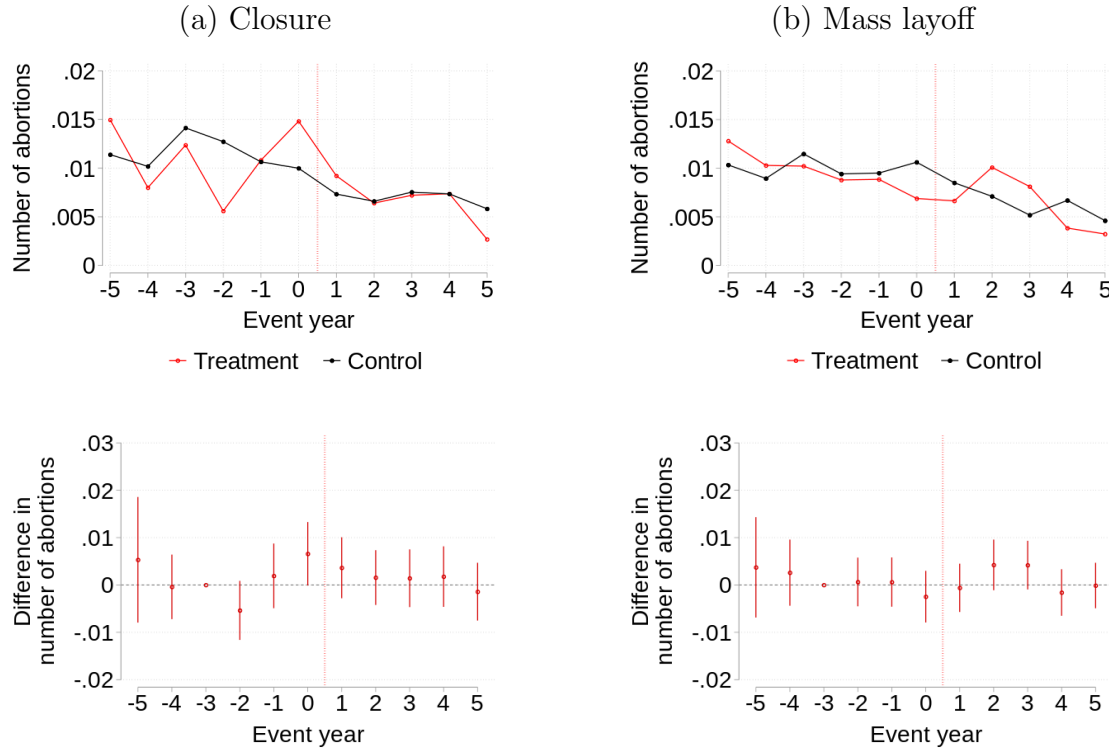 (a) Closure
Number of abortions
.02
.015
.01
.005
0
-5 -4 -3 -2 -1 0 1 2 3 4 5
Event year
Treatment Control
(b) Mass layoff
Number of abortions
.02
.015
.01
.005
0
-5 -4 -3 -2 -1 0 1 2 3 4 5
Event year
Treatment Control
Difference in
number of abortions
.03
.02
.01
0
-.01
-.02
-5 -4 -3 -2 -1 0 1 2 3 4 5
Event year
Difference in
number of abortions
.03
.02
.01
0
-.01
-.02
-5 -4 -3 -2 -1 0 1 2 3 4 5
Event year